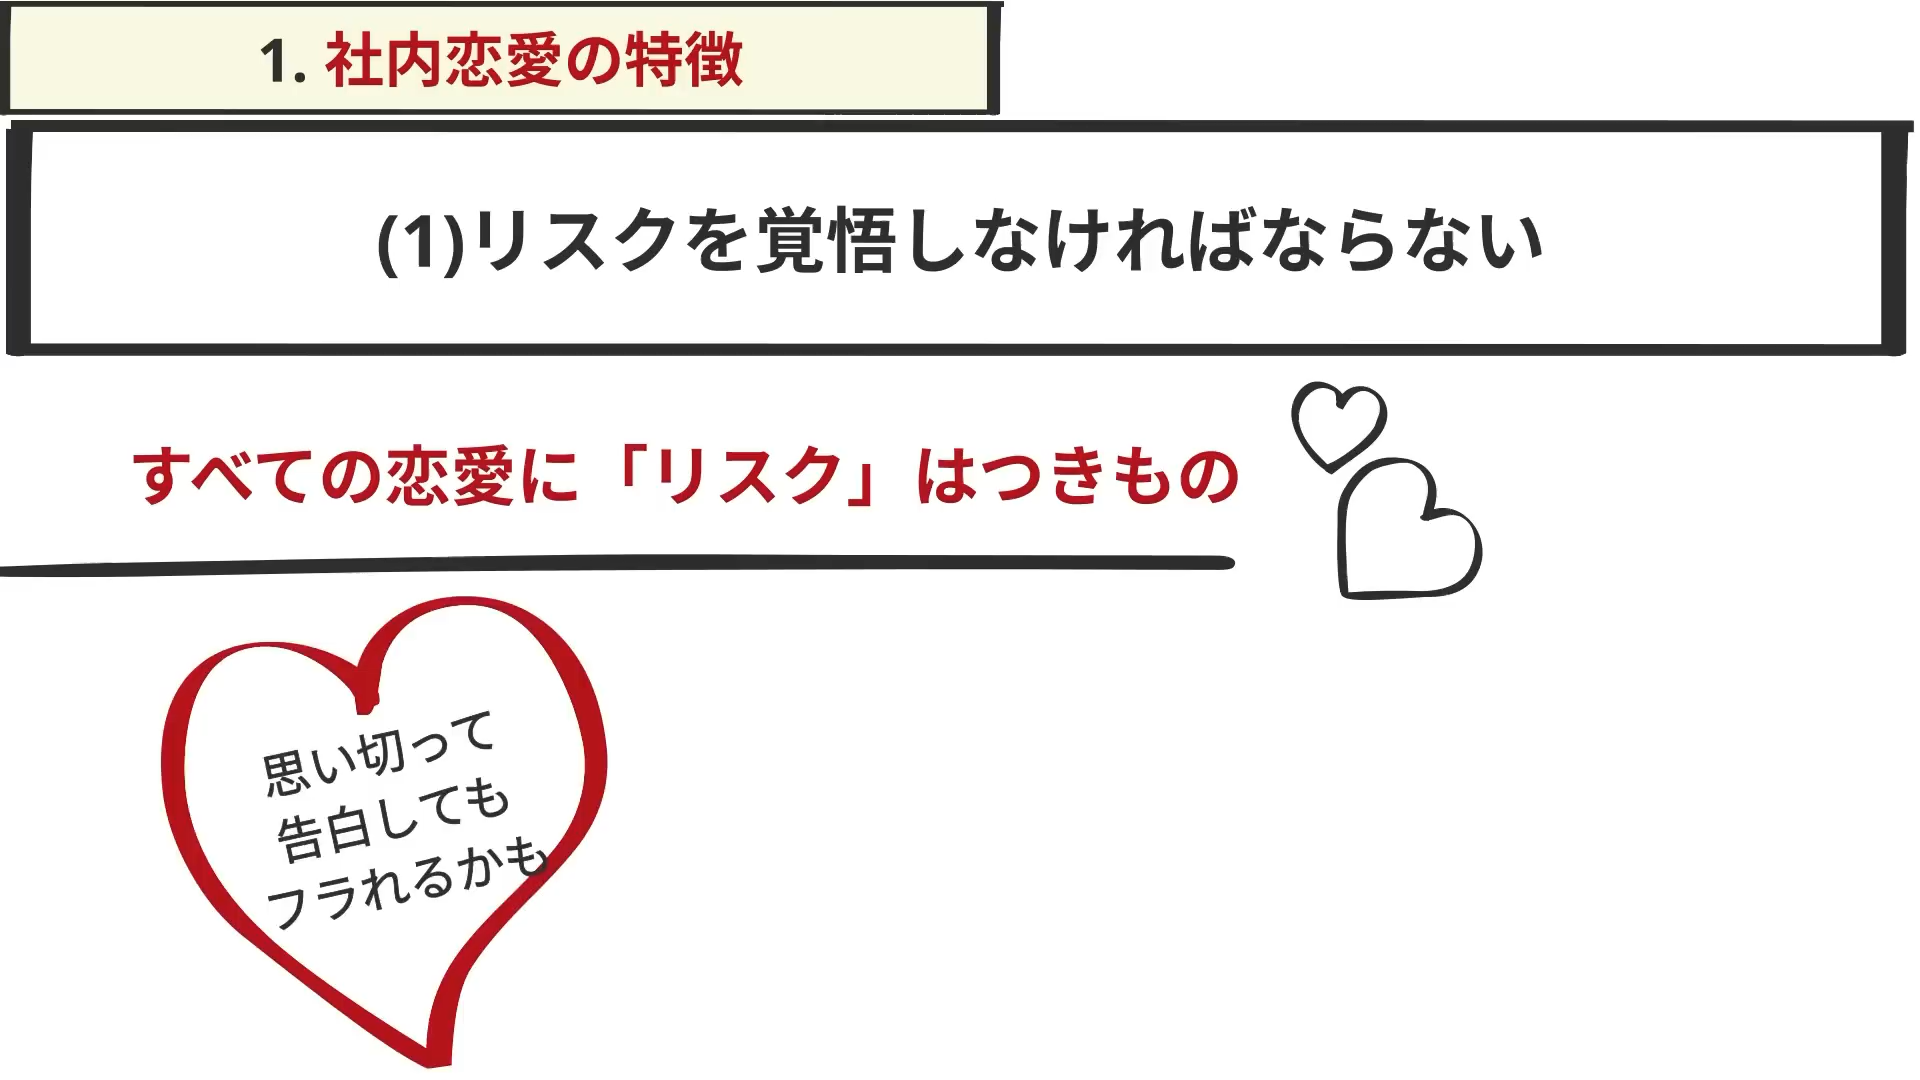 1. 社内恋愛の特徴
(1)リスクを覚悟しなければならない
すべての恋愛に「リスク」はつきもの
思い切って
告白しても
フラれるかも